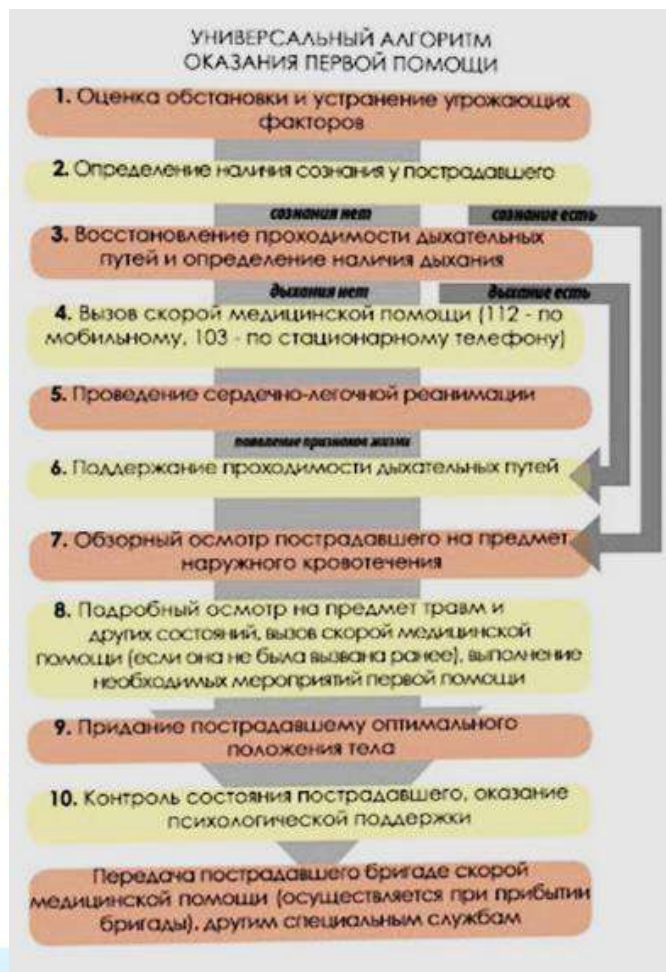 УНИВЕРСАЛЬНЫЙ АЛГОРИТМ
ОКАЗАНИЯ ПЕРВОЙ ПОМОЩИ
1. Оценка обстановки и устранение угрожающих
факторов
2. Определение наличия сознания у пострадавшего
сознания нет
сознание есть
3. Восстановление проходимости дыхательных
путей и определение наличия дыхания
дыхания нет
дыхание есть
4. Вызов скорой медицинской помощи (112 - по
мобильному, 103 - по стационарному телефону)
5. Проведение сердечно-легочной реанимации
появление признаков жизни
6. Поддержание проходимости дыхательных путей
7. Обзорный осмотр пострадавшего на предмет
наружного кровотечения
8. Подробный осмотр на предмет травм и
других состояний, вызов скорой медицинской
помощи (если она не была вызвана ранее), выполнение
необходимых мероприятий первой помощи
9. Придание пострадавшему оптимального
положения тела
10. Контроль состояния пострадавшего, оказание
психологической поддержки
Передача пострадавшего бригаде скорой
медицинской помощи (осуществляется при прибытии
бригады), другим специальным службам